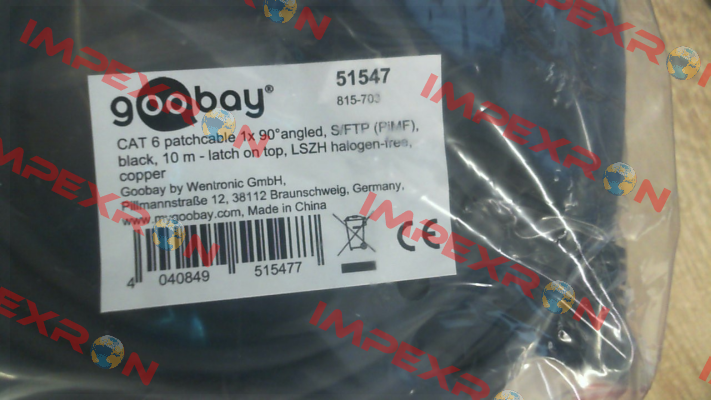 goobay®
51547
815-703
CAT 6 patchcable 1x 90°angled, S/FTP (PiMF),
black, 10 m - latch on top, LSZH halogen-free,
copper
Goobay by Wentronic GmbH,
Pillmannstraße 12, 38112 Braunschweig, Germany,
www.mygoobay.com, Made in China
CE
4 040849 515477
IMPEXRON
IMPEXRON
IMPEXRON
IMPEXRON
IMPEXRON
IMPEXRON